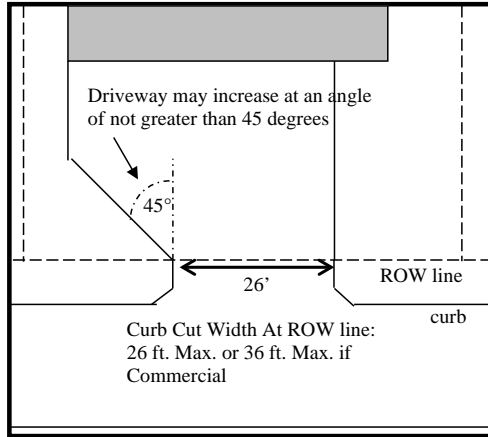 Driveway may increase at an angle
of not greater than 45 degrees
45°
26’
ROW line
curb
Curb Cut Width At ROW line:
26 ft. Max. or 36 ft. Max. if
Commercial